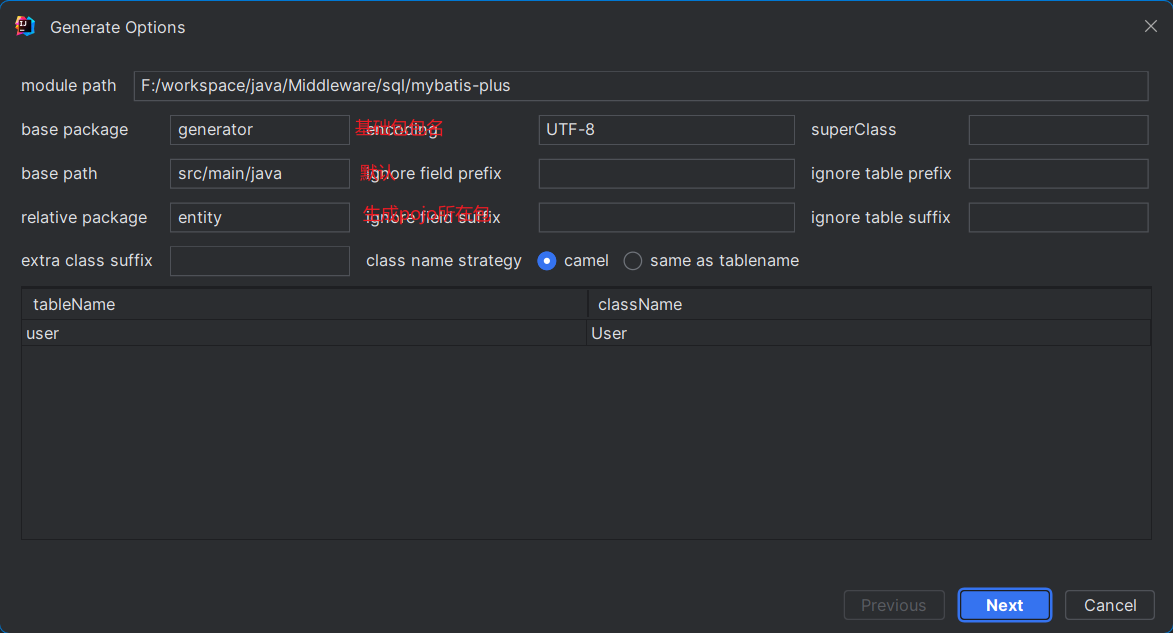 Generate Options
module path F:/workspace/java/Middleware/sql/mybatis-plus
base package generator 基础包包名 encoding UTF-8 superClass
base path src/main/java 默认 ignore field prefix ignore table prefix
relative package entity 生成pojo所在包 ignore field suffix ignore table suffix
extra class suffix class name strategy camel same as tablename
tableName className
user User
Previous Next Cancel